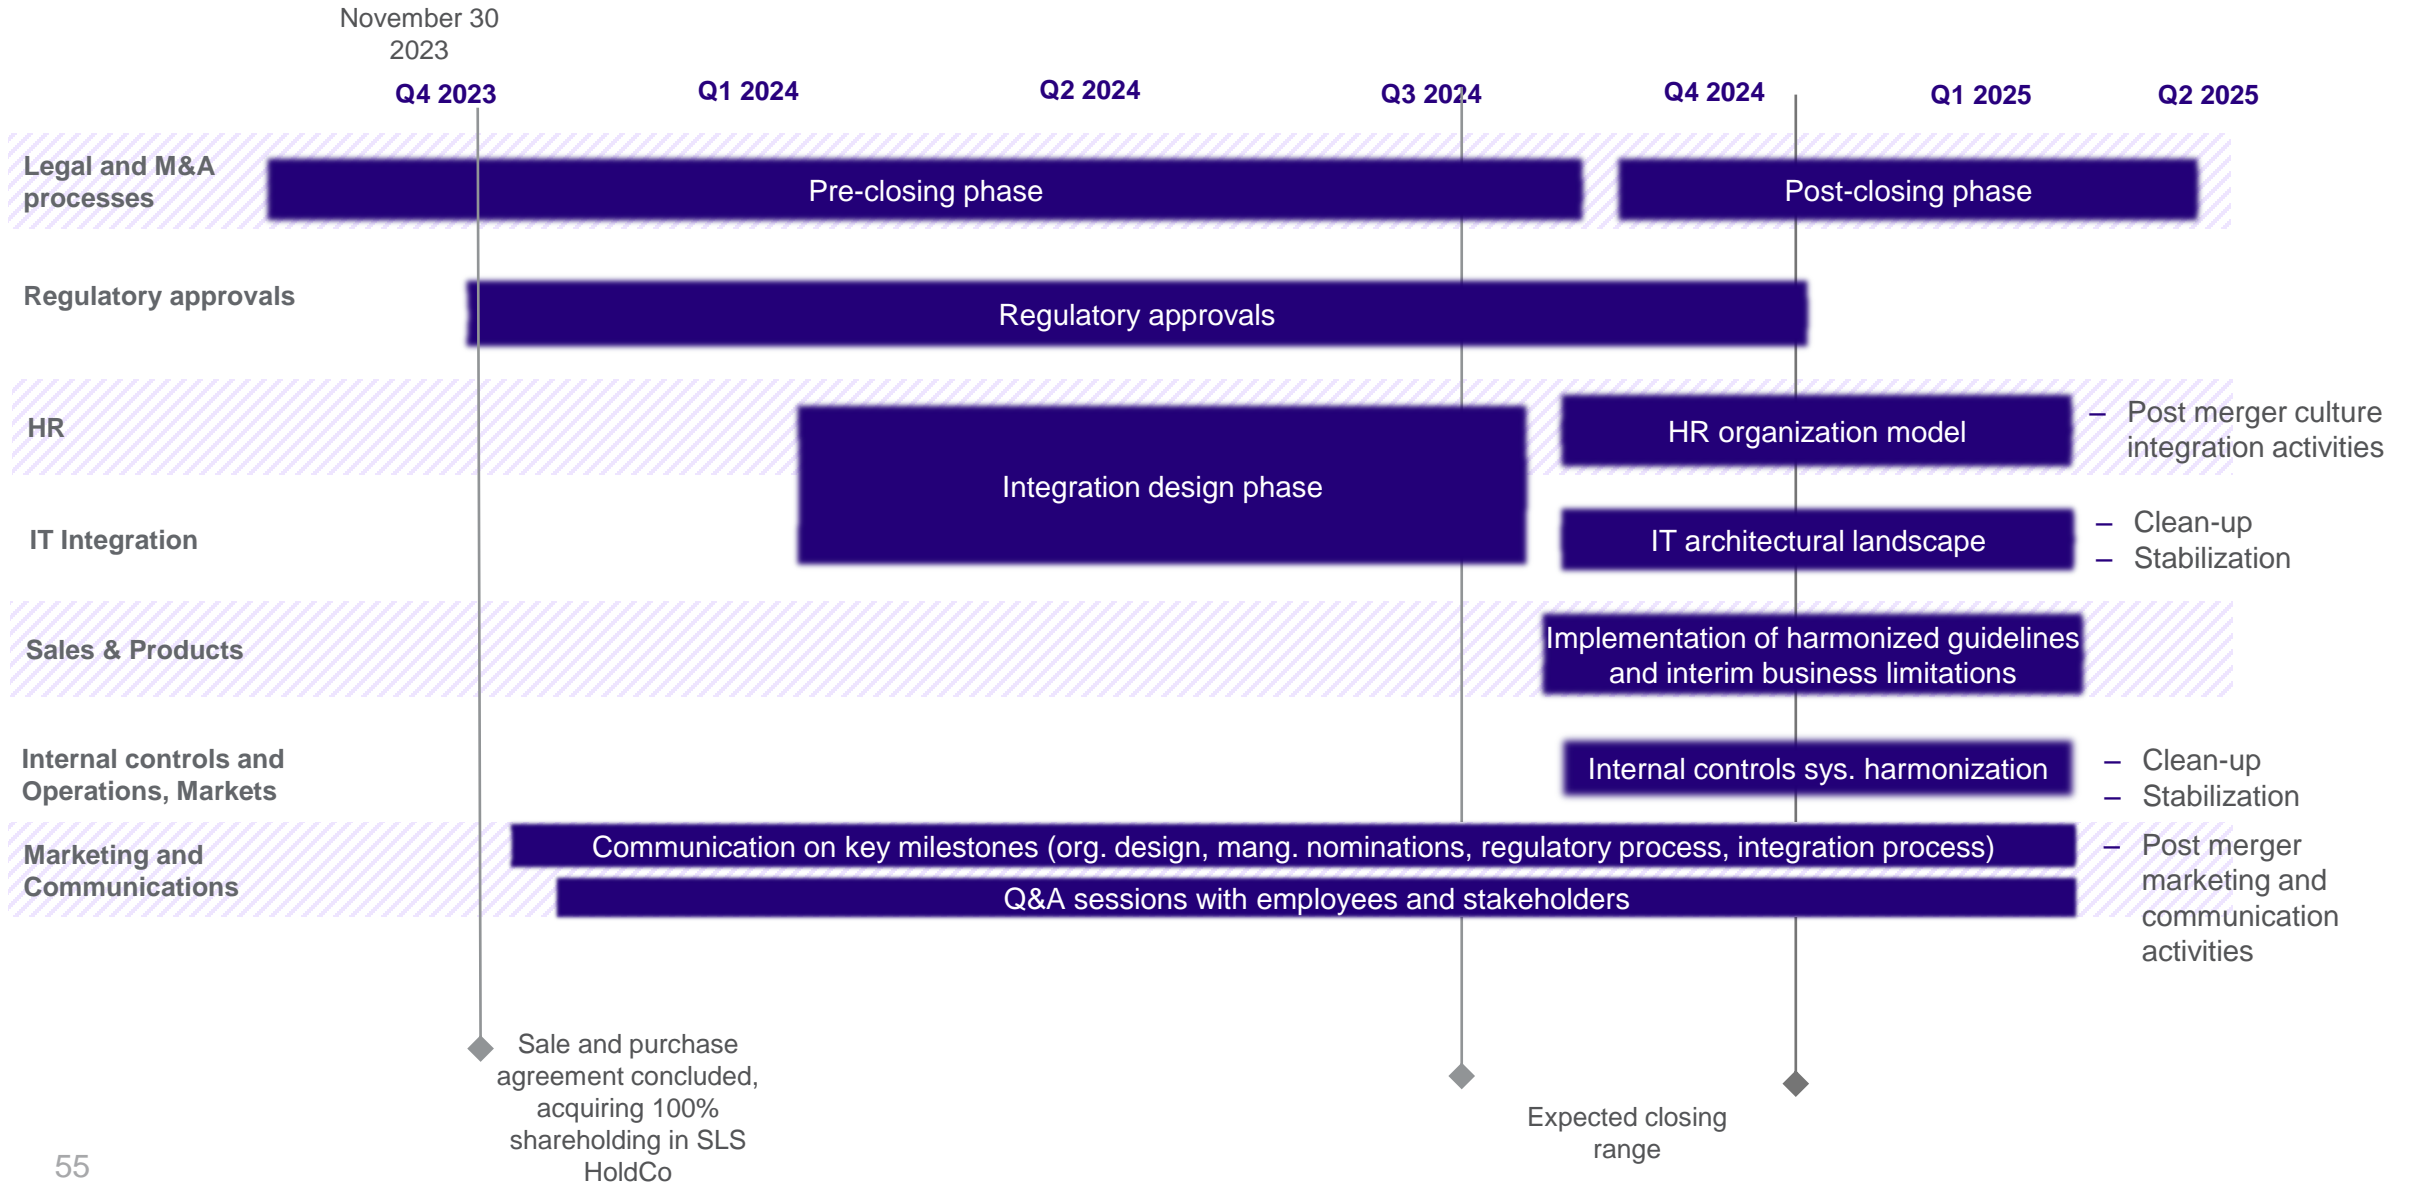 November 30
2023
Q4 2023
Q1 2024
Q2 2024
Q3 2024
Q4 2024
Q1 2025
Q2 2025
Legal and M&A
processes
Pre-closing phase
Post-closing phase
Regulatory approvals
Regulatory approvals
HR
Integration design phase
HR organization model
– Post merger culture
integration activities
IT Integration
IT architectural landscape
– Clean-up
– Stabilization
Sales & Products
Implementation of harmonized guidelines
and interim business limitations
Internal controls and
Operations, Markets
Internal controls sys. harmonization
– Clean-up
– Stabilization
Marketing and
Communications
Communication on key milestones (org. design, mang. nominations, regulatory process, integration process)
Q&A sessions with employees and stakeholders
– Post merger
marketing and
communication
activities
Sale and purchase
agreement concluded,
acquiring 100%
shareholding in SLS
HoldCo
Expected closing
range
55